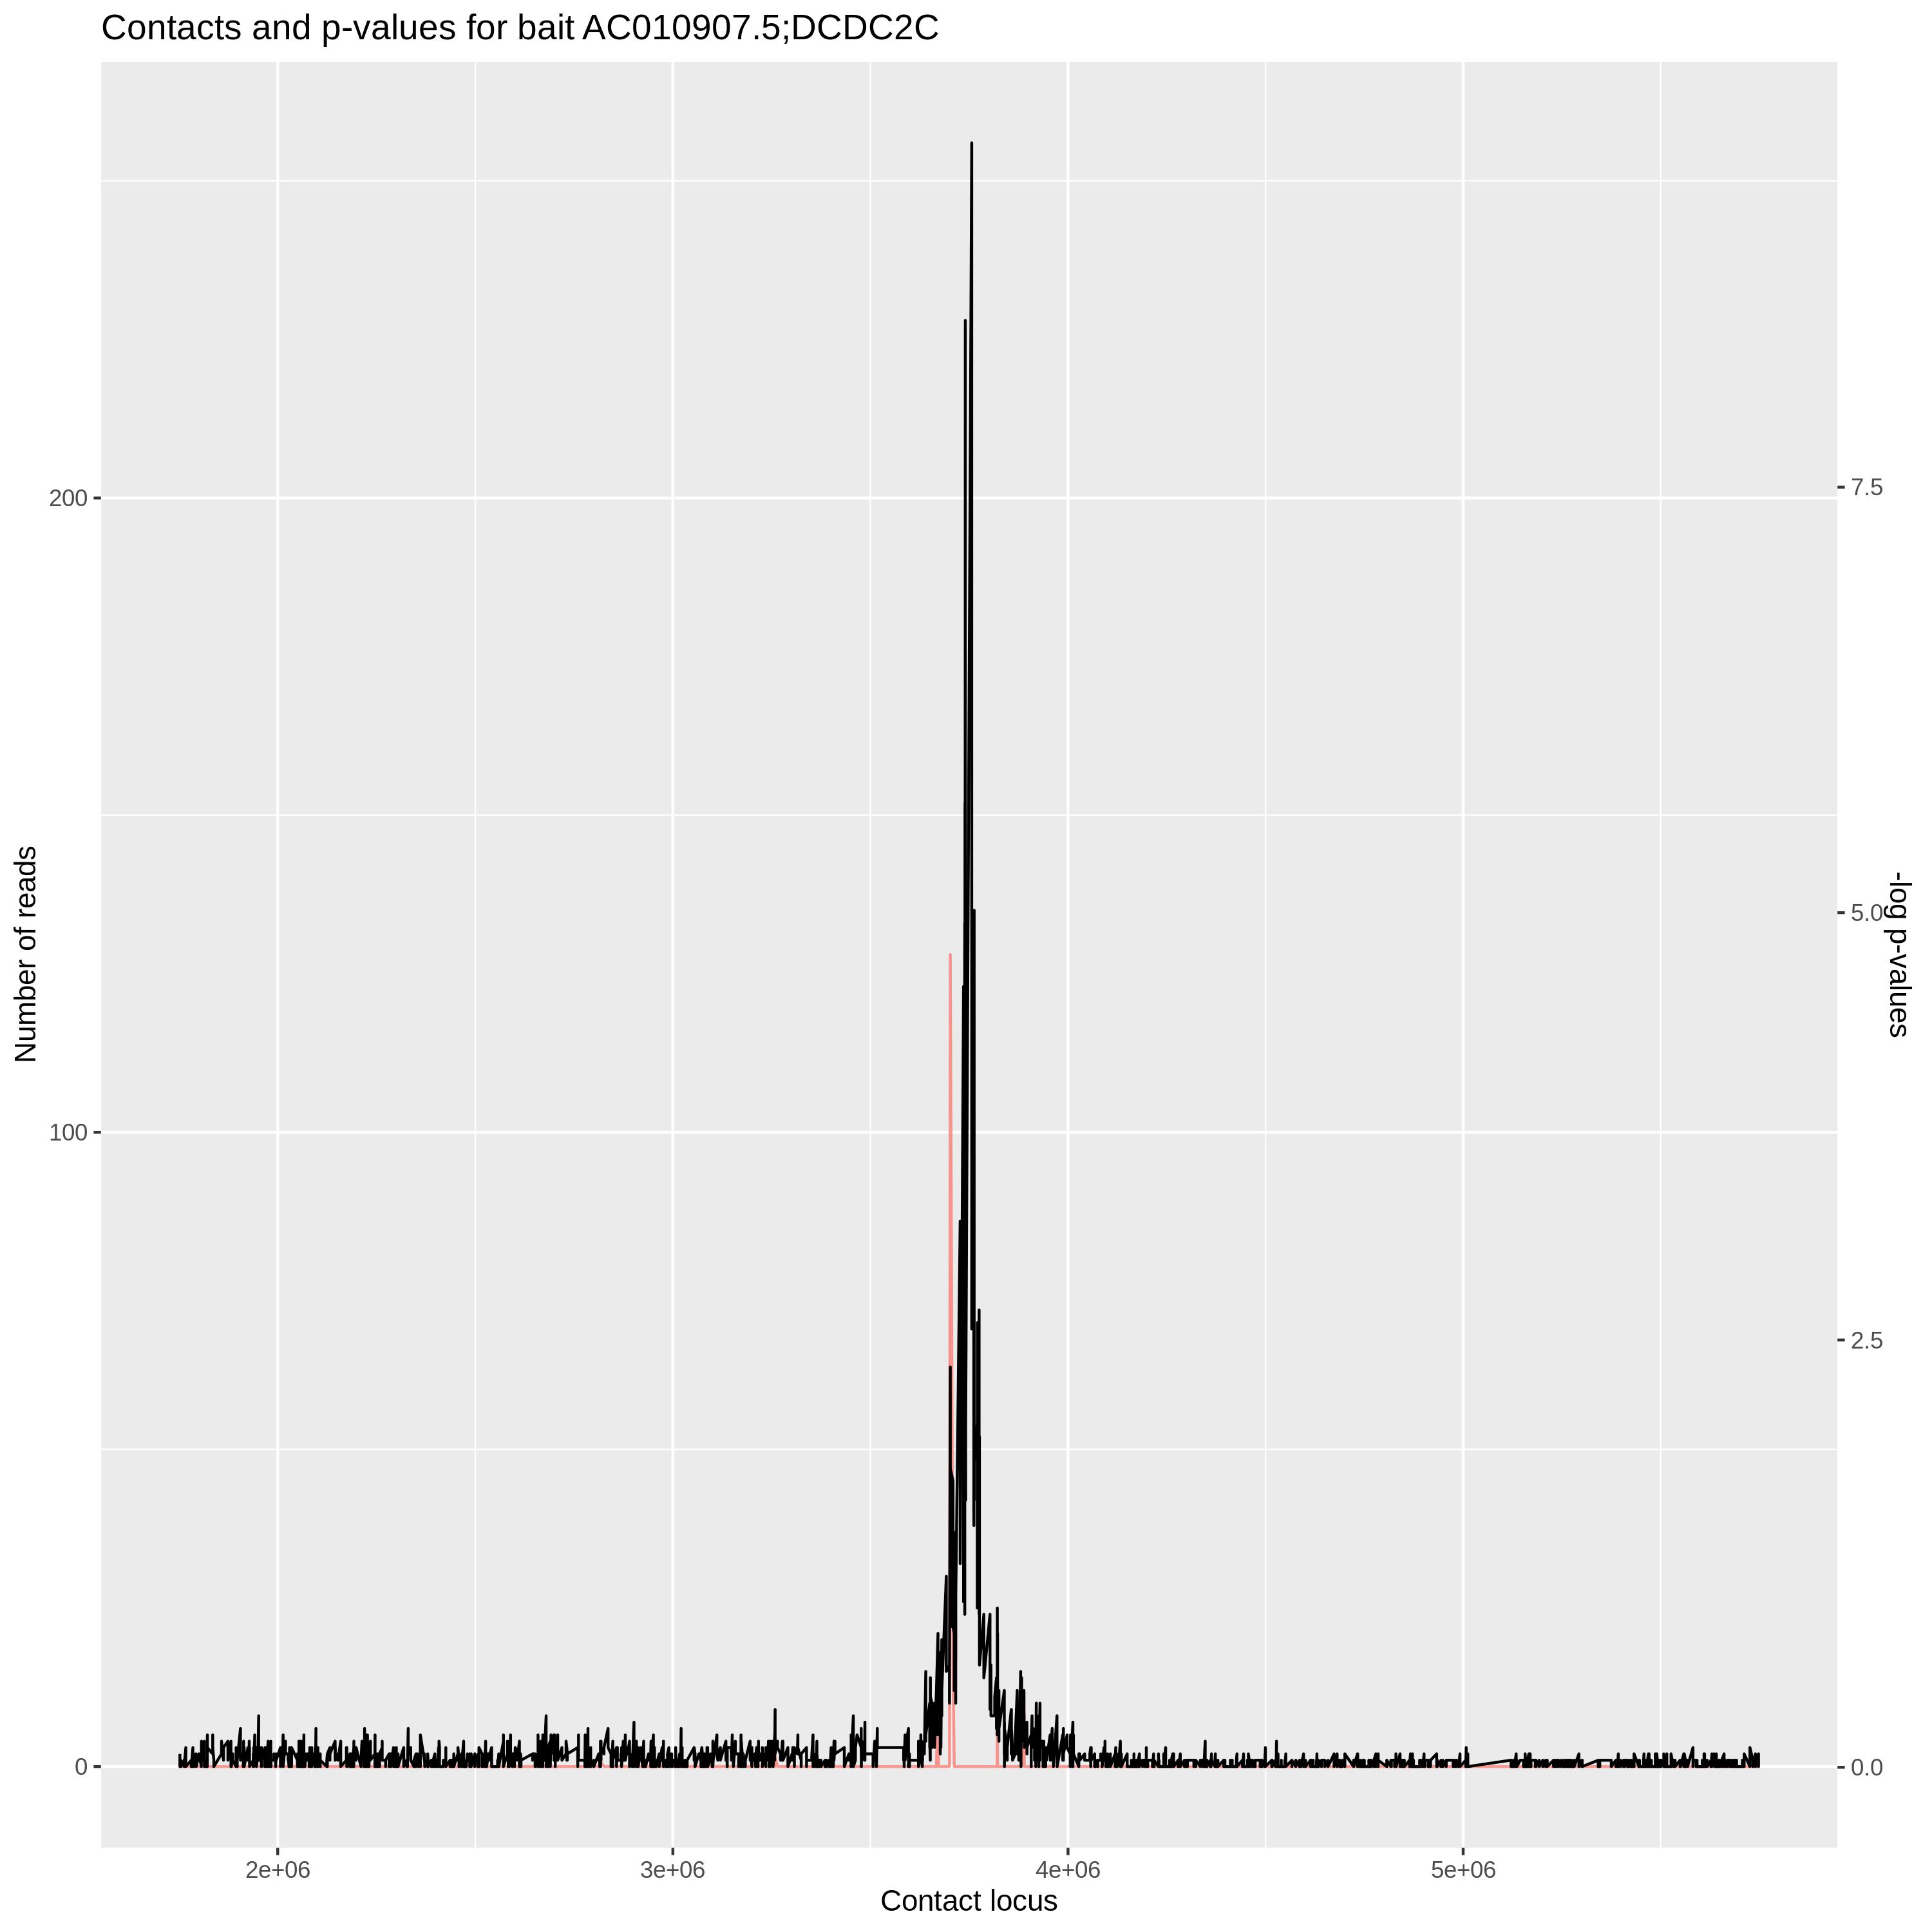 Contacts and p-values for bait AC010907.5;DCDC2C
Number of reads
200
100
0
7.5
5.0
2.5
0.0
-log p-values
2e+06
3e+06
4e+06
5e+06
Contact locus